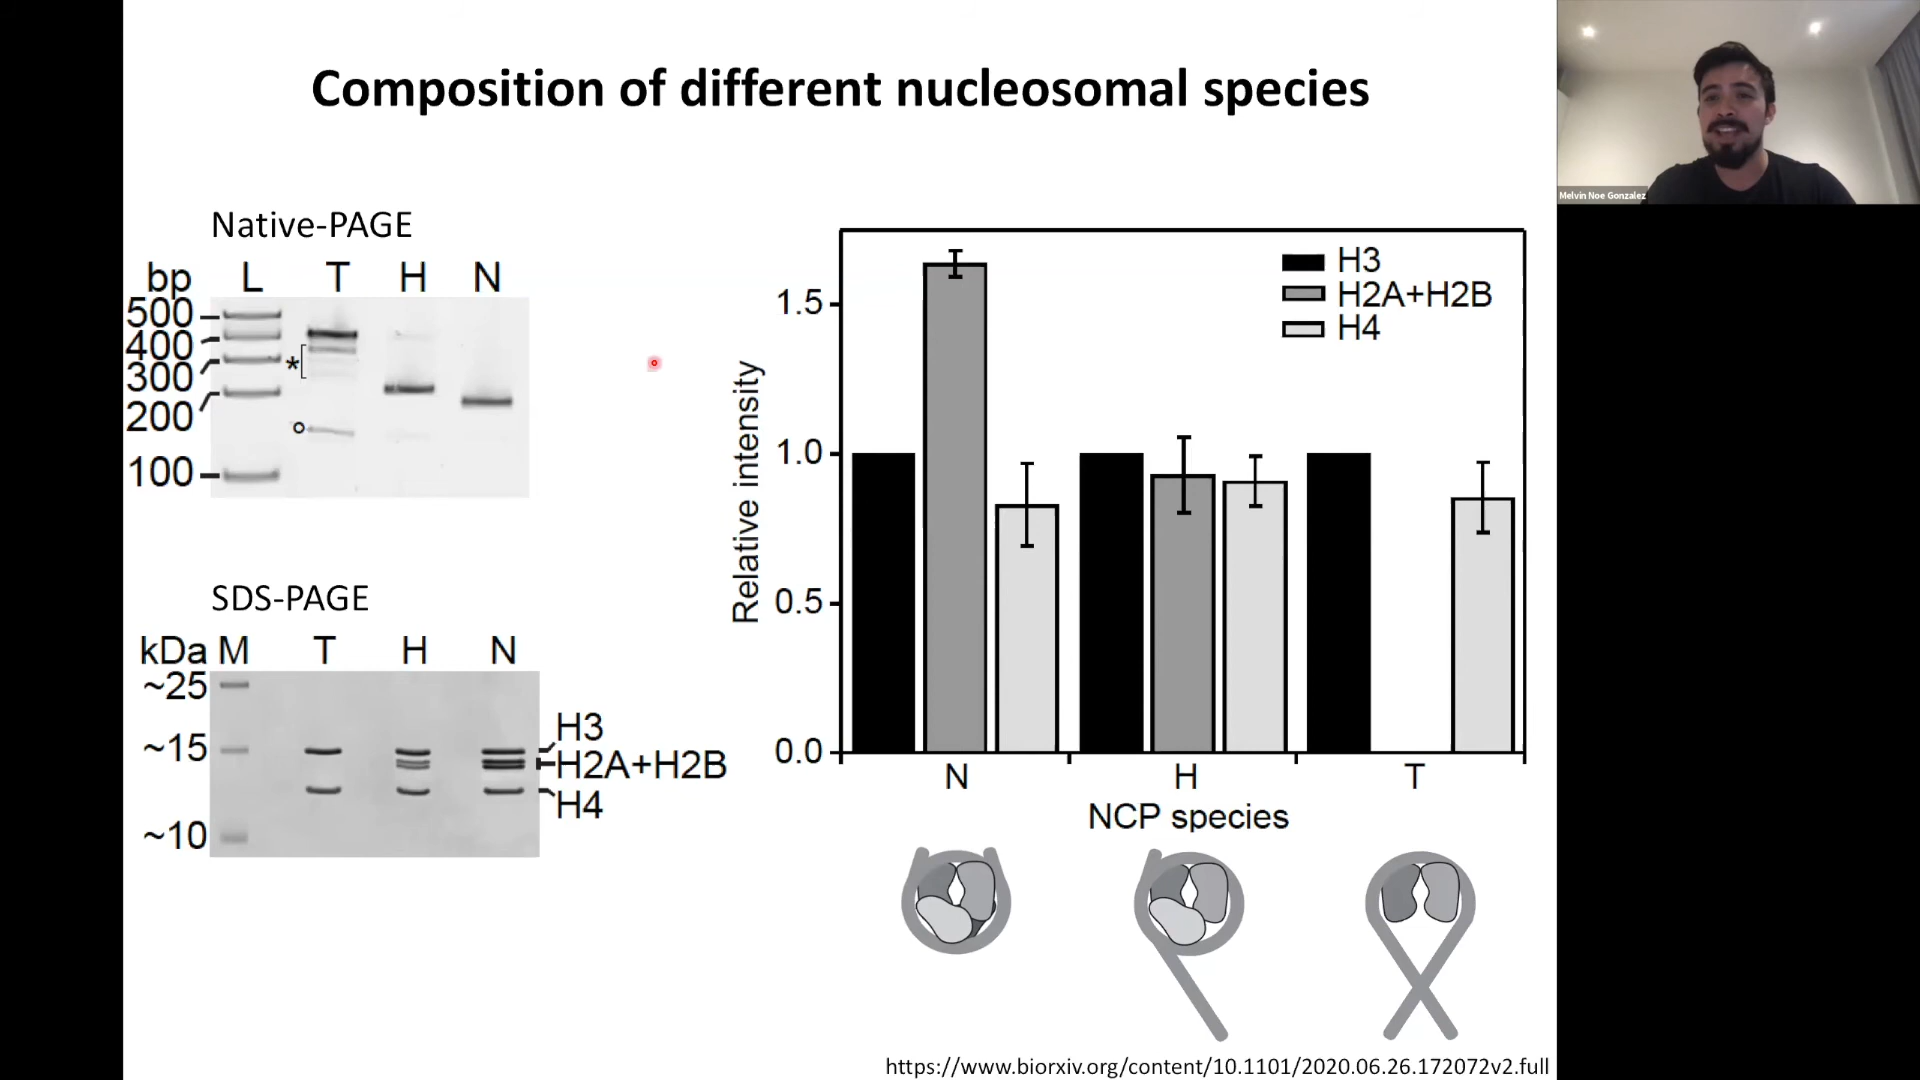 Composition of different nucleosomal species
Melvin Noe Gonzalez
Native-PAGE
bp L T H N
500
400
*
300
200
°
100
SDS-PAGE
kDa M T H N
~25
~15
~10
H3
H2A+H2B
H4
H3
H2A+H2B
H4
Relative intensity
1.5
1.0
0.5
0.0
N H T
NCP species
https://www.biorxiv.org/content/10.1101/2020.06.26.172072v2.full